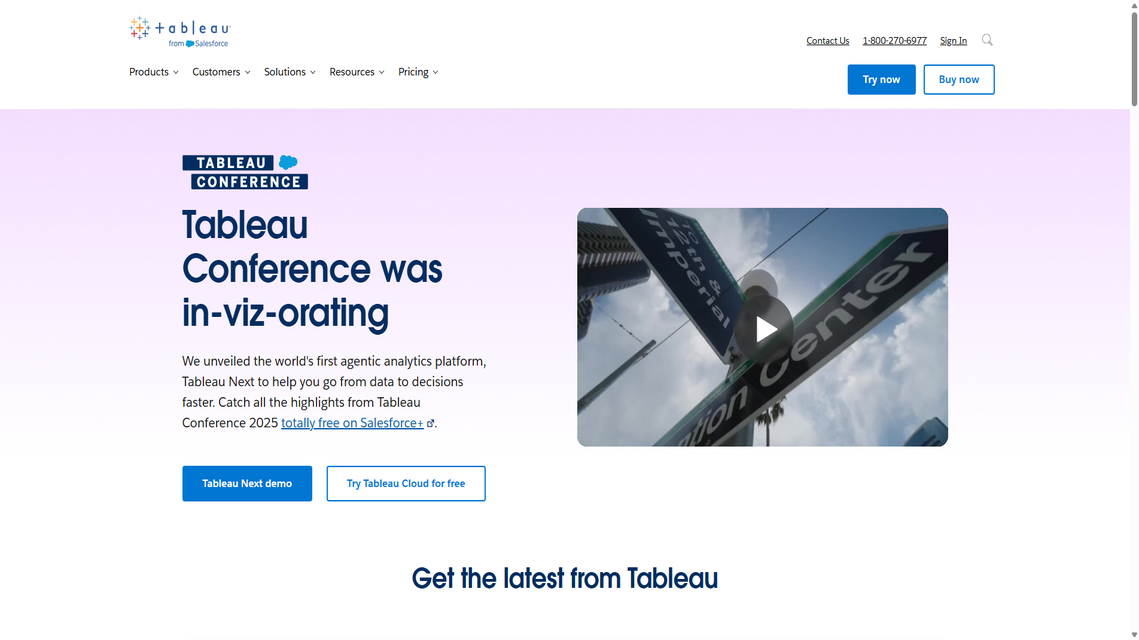 tableau
from Salesforce
Contact Us 1-800-270-6977 Sign In
Products Customers Solutions Resources Pricing
Try now Buy now
TABLEAU
CONFERENCE
Tableau
Conference was
in-viz-orating
We unveiled the world's first agentic analytics platform,
Tableau Next to help you go from data to decisions
faster. Catch all the highlights from Tableau
Conference 2025 totally free on Salesforce+.
Tableau Next demo Try Tableau Cloud for free
to
12th &
Imperial
ntion Center
Get the latest from Tableau